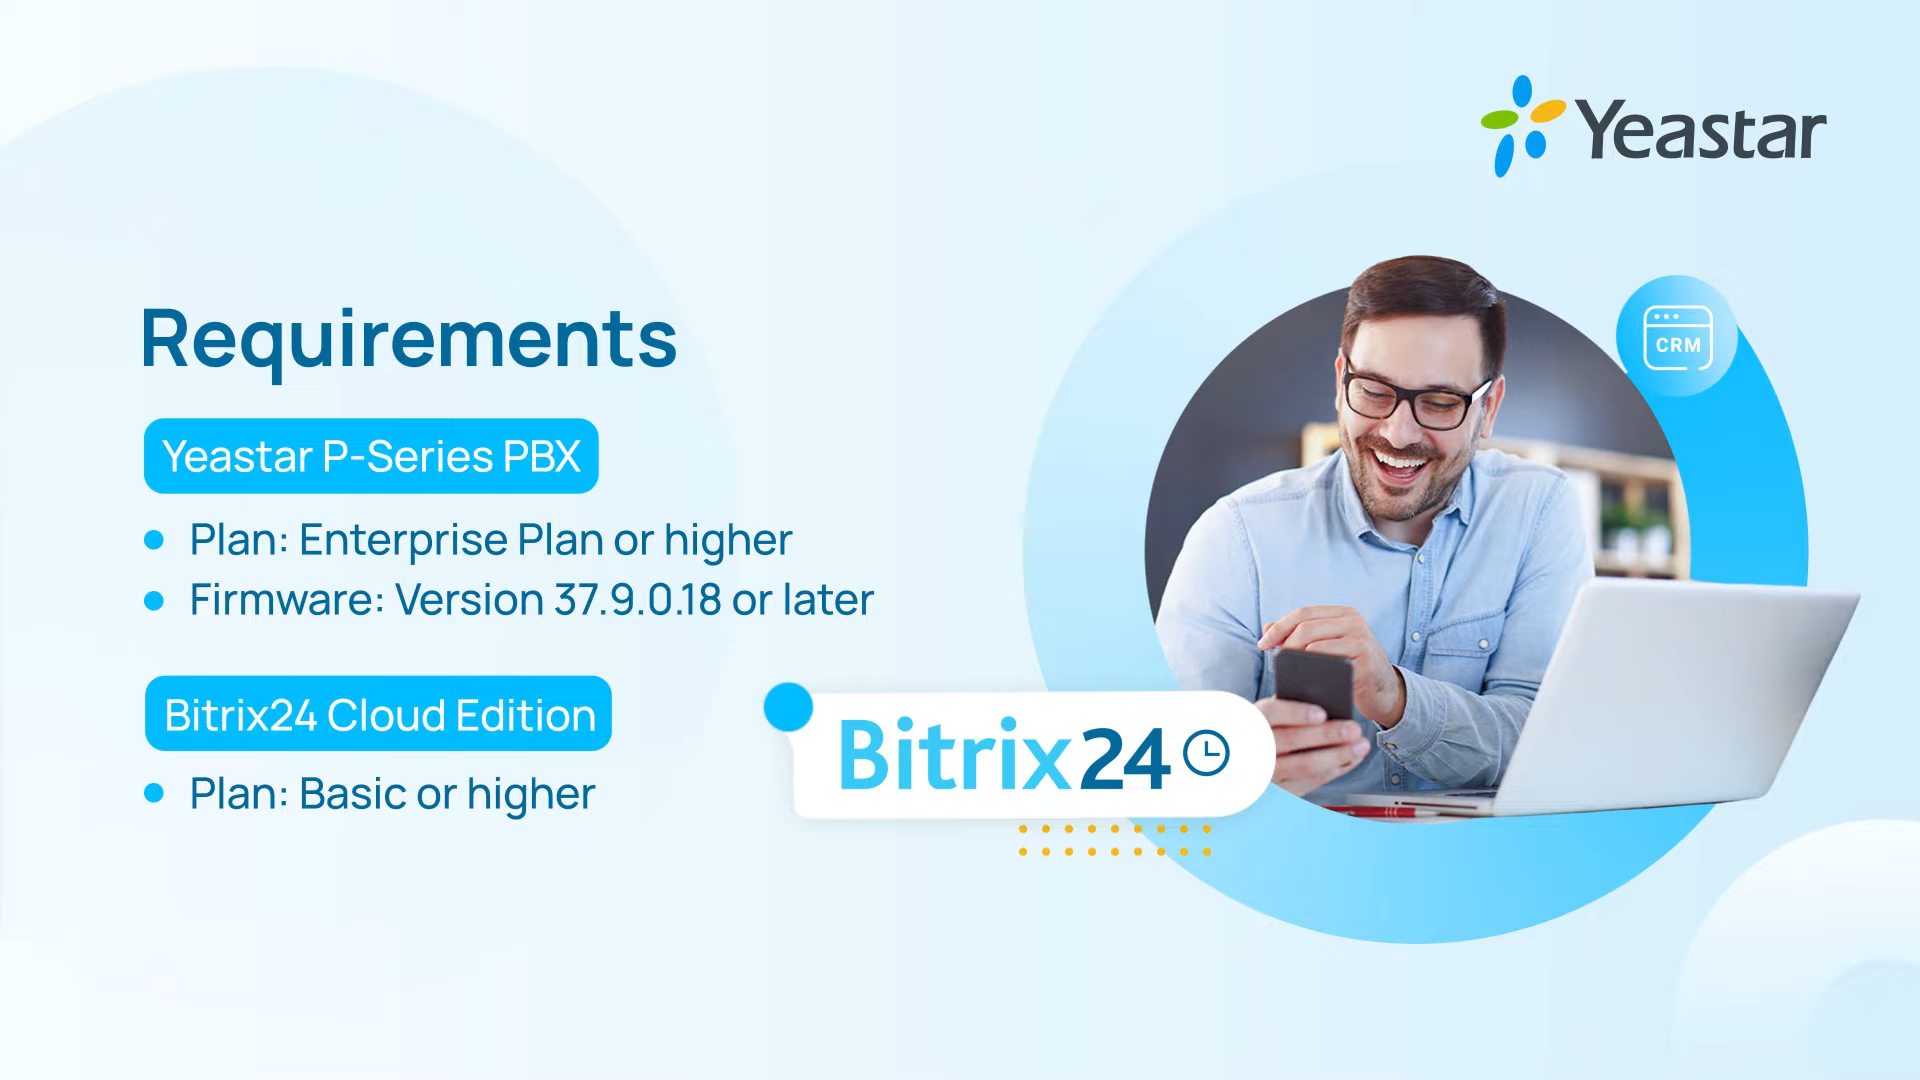 Yeastar
Requirements
CRM
Yeastar P-Series PBX
Plan: Enterprise Plan or higher
Firmware: Version 37.9.0.18 or later
Bitrix24 Cloud Edition
Bitrix24
Plan: Basic or higher